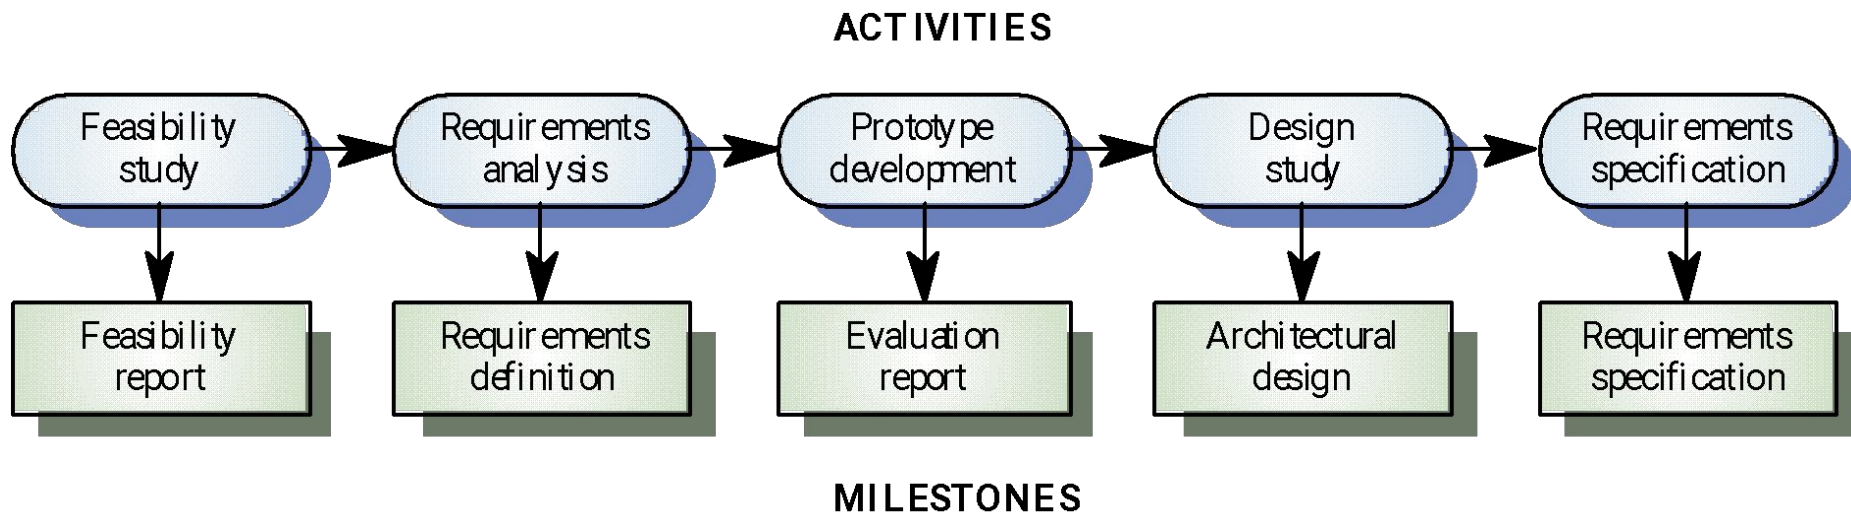 ACTIVITIES
Feasibility
study
Requirements
analysis
Prototype
development
Design
study
Requirements
specification
Feasibility
report
Requirements
definition
Evaluation
report
Architectural
design
Requirements
specification
MILESTONES